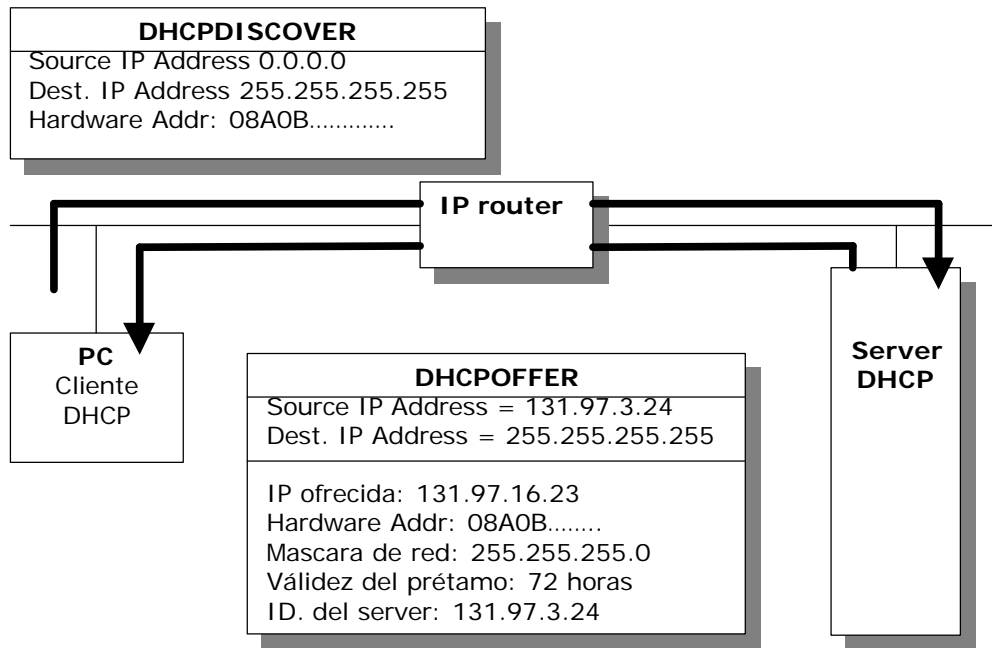 DHCPDISCOVER
Source IP Address 0.0.0.0
Dest. IP Address 255.255.255.255
Hardware Addr: 08A0B.............
IP router
PC
Cliente
DHCP
Server
DHCP
DHCPOFFER
Source IP Address = 131.97.3.24
Dest. IP Address = 255.255.255.255
IP ofrecida: 131.97.16.23
Hardware Addr: 08A0B........
Mascara de red: 255.255.255.0
Válidez del prétamo: 72 horas
ID. del server: 131.97.3.24